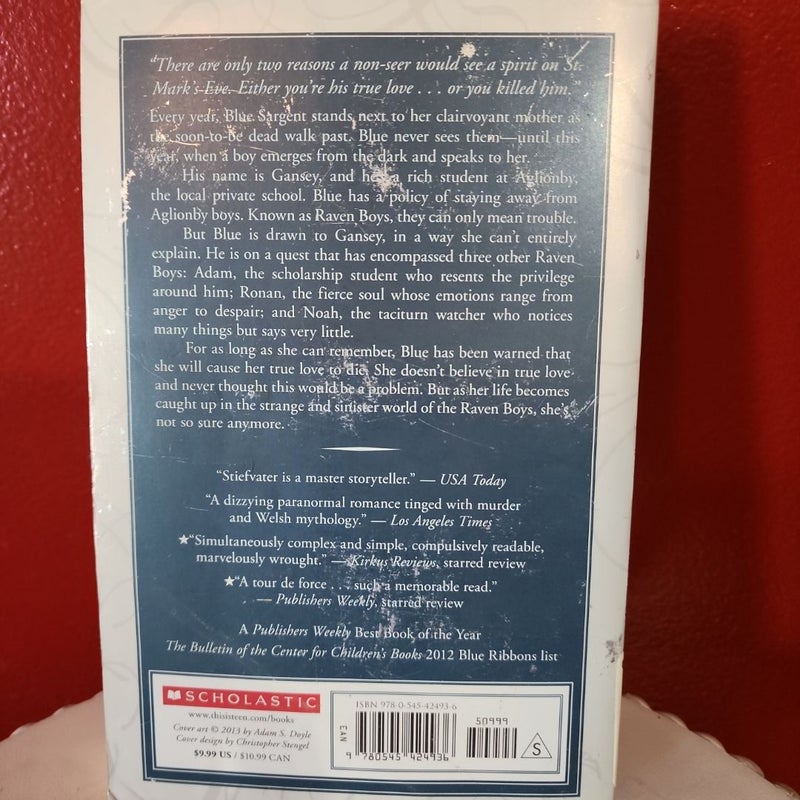 "There are only two reasons a non-seer would see a spirit on St.
Mark's Eve. Either you're his true love . . . or you killed him."
Every year, Blue Sargent stands next to her clairvoyant mother as
the soon-to-be dead walk past. Blue never sees them—until this
year, when a boy emerges from the dark and speaks to her.
His name is Gansey, and he's a rich student at Aglionby,
the local private school. Blue has a policy of staying away from
Aglionby boys. Known as Raven Boys, they can only mean trouble.
But Blue is drawn to Gansey, in a way she can't entirely
explain. He is on a quest that has encompassed three other Raven
Boys: Adam, the scholarship student who resents the privilege
around him; Ronan, the fierce soul whose emotions range from
anger to despair; and Noah, the taciturn watcher who notices
many things but says very little.
For as long as she can remember, Blue has been warned that
she will cause her true love to die. She doesn't believe in true love
and never thought this would be a problem. But as her life becomes
caught up in the strange and sinister world of the Raven Boys, she's
not so sure anymore.
"Stiefvater is a master storyteller." — USA Today
"A dizzying paranormal romance tinged with murder
and Welsh mythology." — Los Angeles Times
★"Simultaneously complex and simple, compulsively readable,
marvelously wrought." — Kirkus Reviews, starred review
★"A tour de force . . . such a memorable read."
— Publishers Weekly, starred review
A Publishers Weekly Best Book of the Year
The Bulletin of the Center for Children's Books 2012 Blue Ribbons list
SCHOLASTIC
www.thisisteen.com/books
Cover art © 2013 by Adam S. Doyle
Cover design by Christopher Stengel
$9.99 US / $10.99 CAN
ISBN 978-0-545-42493-6
50999
EAN
9 780545 424936
S